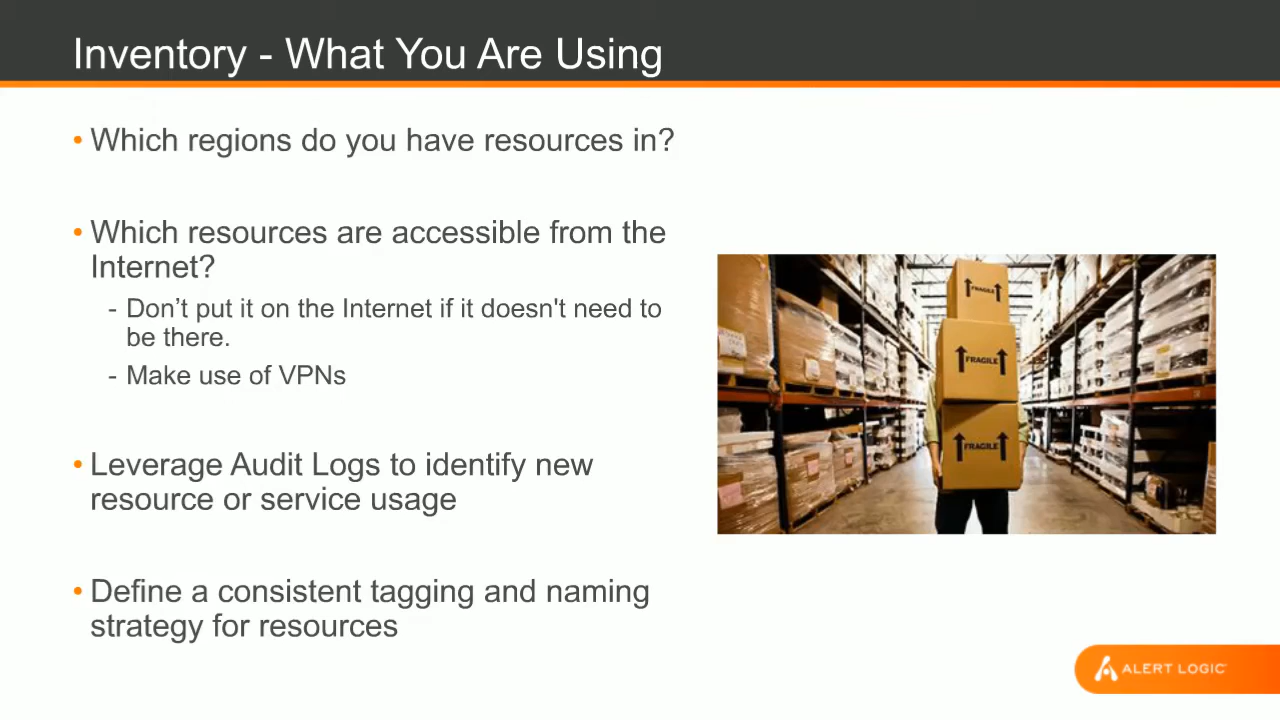 Inventory - What You Are Using
• Which regions do you have resources in?
• Which resources are accessible from the
Internet?
- Don’t put it on the Internet if it doesn't need to
be there.
- Make use of VPNs
• Leverage Audit Logs to identify new
resource or service usage
• Define a consistent tagging and naming
strategy for resources
FRAGILE
FRAGILE
FRAGILE
ALERT LOGIC